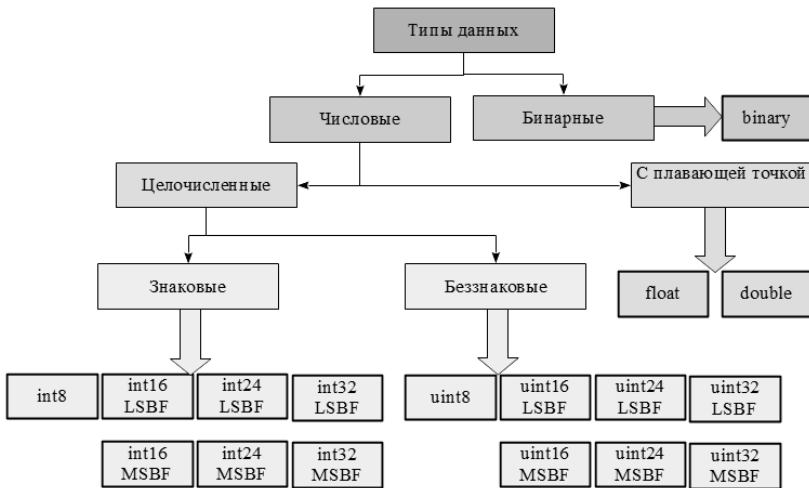 Типы данных
Числовые
Бинарные
binary
Целочисленные
С плавающей точкой
Знаковые
Беззнаковые
float
double
int8
int16
LSBF
int24
LSBF
int32
LSBF
uint8
uint16
LSBF
uint24
LSBF
uint32
LSBF
int16
MSBF
int24
MSBF
int32
MSBF
uint16
MSBF
uint24
MSBF
uint32
MSBF